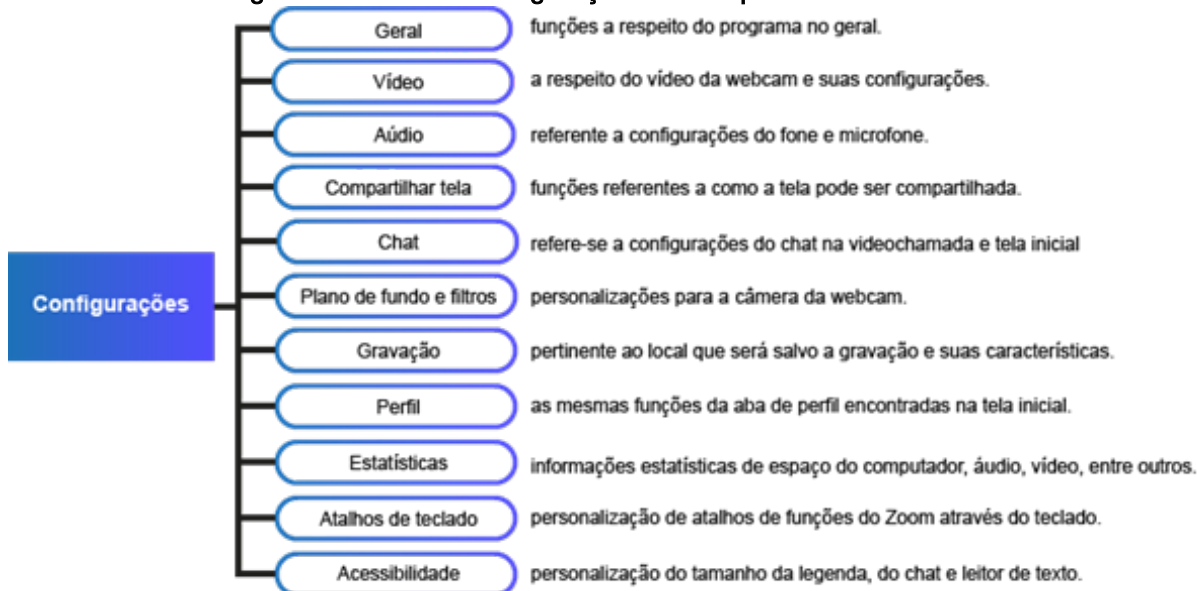 Geral funções a respeito do programa no geral.
Vídeo a respeito do vídeo da webcam e suas configurações.
Aúdio referente a configurações do fone e microfone.
Compartilhar tela funções referentes a como a tela pode ser compartilhada.
Chat refere-se a configurações do chat na videochamada e tela inicial
Configurações
Plano de fundo e filtros personalizações para a câmera da webcam.
Gravação pertinente ao local que será salvo a gravação e suas características.
Perfil as mesmas funções da aba de perfil encontradas na tela inicial.
Estatísticas informações estatísticas de espaço do computador, áudio, vídeo, entre outros.
Atalhos de teclado personalização de atalhos de funções do Zoom através do teclado.
Acessibilidade personalização do tamanho da legenda, do chat e leitor de texto.